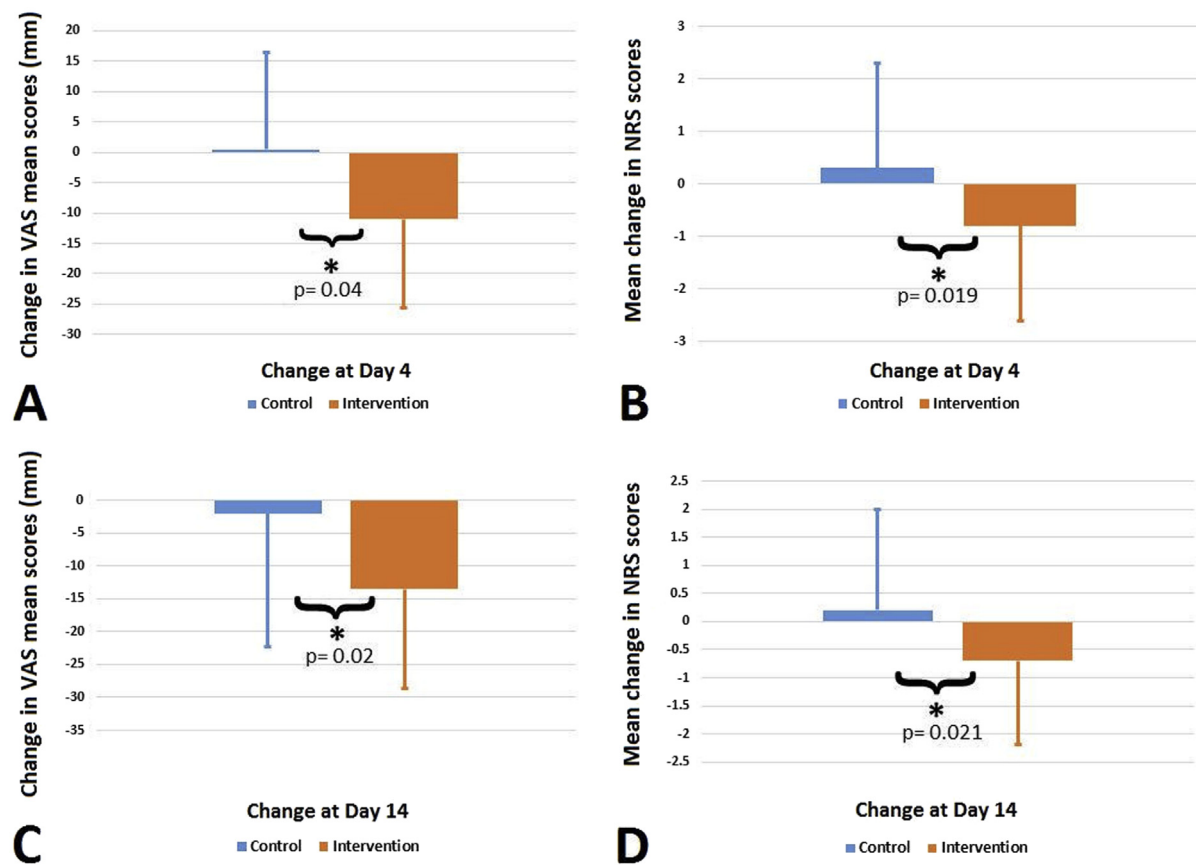 Change in VAS mean scores (mm)
20
15
10
5
0
-5
-10
-15
-20
-25
-30
*
p= 0.04
Change at Day 4
Control Intervention
A
Mean change in NRS scores
3
2
1
0
-1
-2
-3
*
p= 0.019
Change at Day 4
Control Intervention
B
Change in VAS mean scores (mm)
0
-5
-10
-15
-20
-25
-30
-35
*
p= 0.02
Change at Day 14
Control Intervention
C
Mean change in NRS scores
2.5
2
1.5
1
0.5
0
-0.5
-1
-1.5
-2
-2.5
*
p= 0.021
Change at Day 14
Control Intervention
D